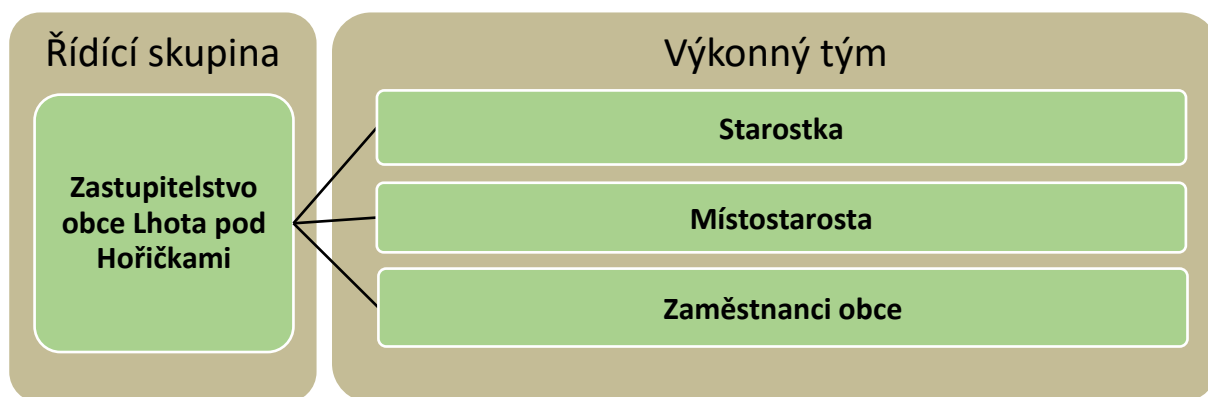 Řídící skupina
Zastupitelstvo
obce Lhota pod
Hořičkami
Výkonný tým
Starostka
Místostarosta
Zaměstnanci obce